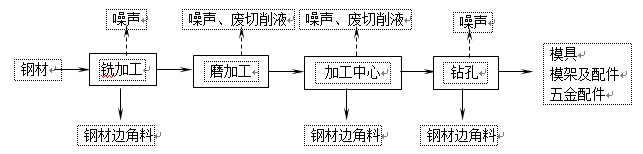 噪声
噪声、废切削液
噪声、废切削液
噪声
钢材
铣加工
磨加工
加工中心
钻孔
模具
模架及配件
五金配件
钢材边角料
钢材边角料
钢材边角料